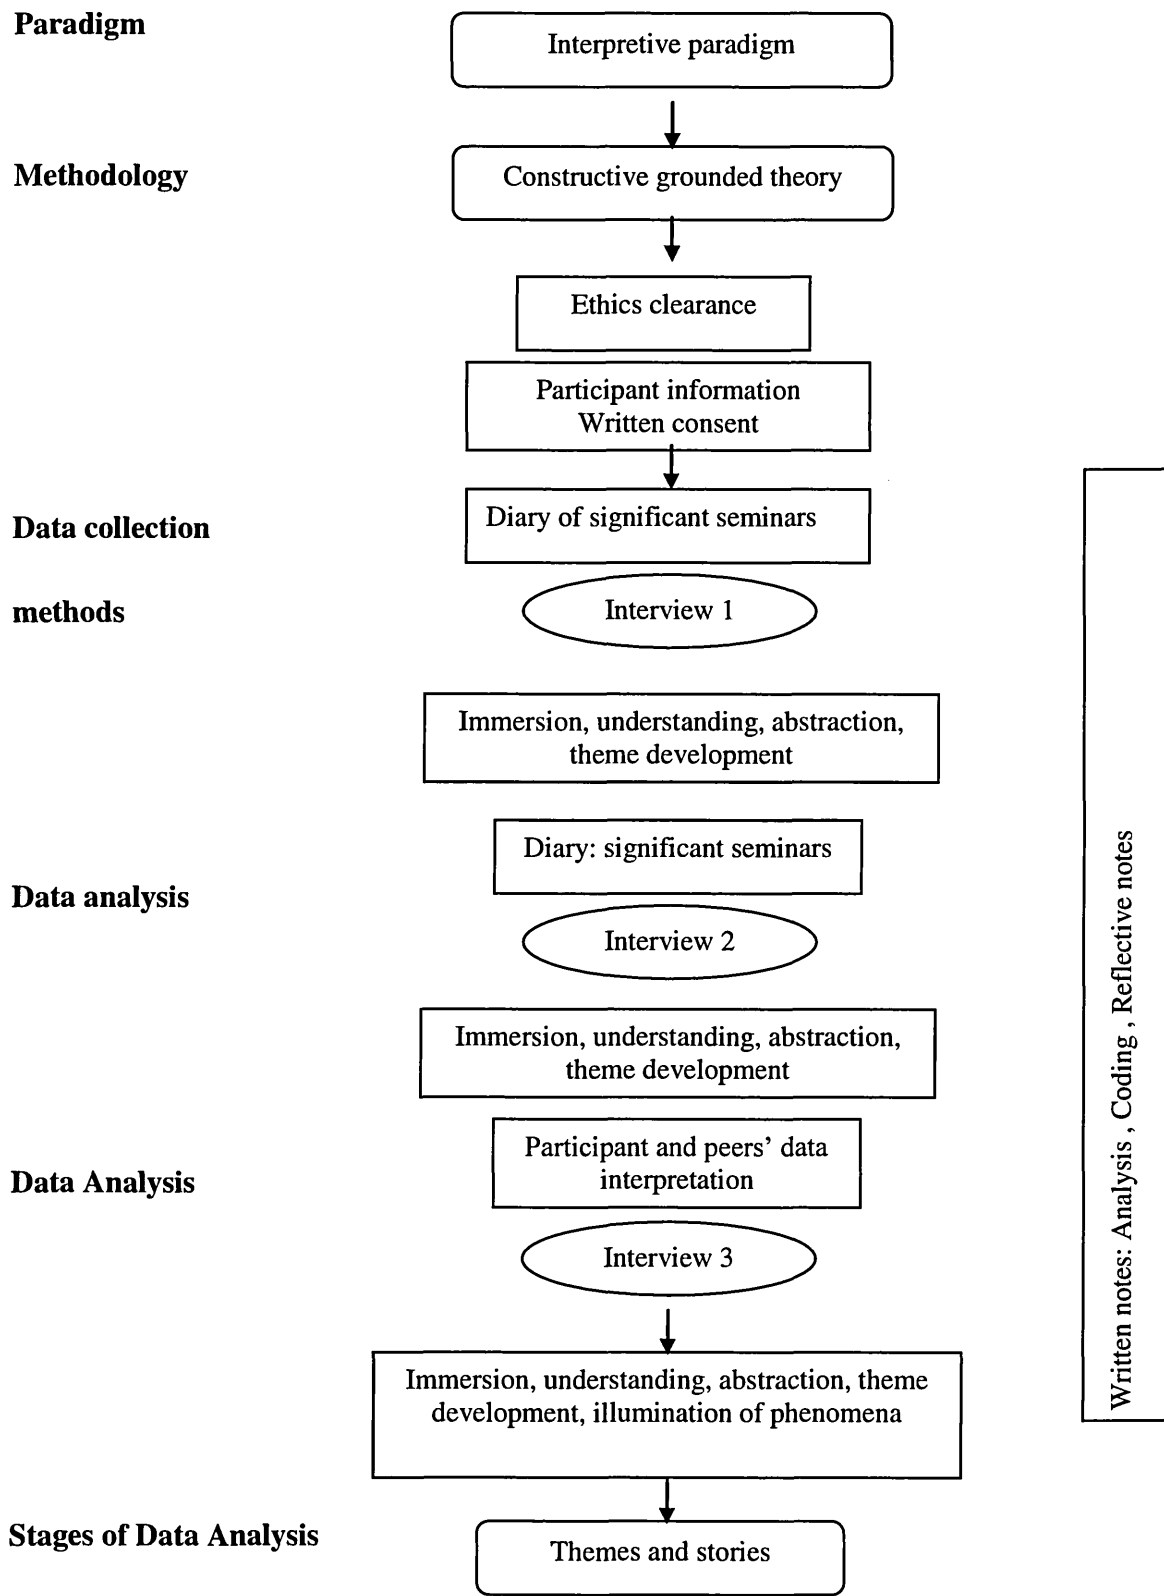 Paradigm
Interpretive paradigm
Methodology
Constructive grounded theory
Ethics clearance
Participant information
Written consent
Data collection
Diary of significant seminars
methods
Interview 1
Immersion, understanding, abstraction,
theme development
Diary: significant seminars
Data analysis
Interview 2
Immersion, understanding, abstraction,
theme development
Participant and peers’ data
interpretation
Data Analysis
Interview 3
Immersion, understanding, abstraction, theme
development, illumination of phenomena
Stages of Data Analysis
Themes and stories
Written notes: Analysis , Coding , Reflective notes